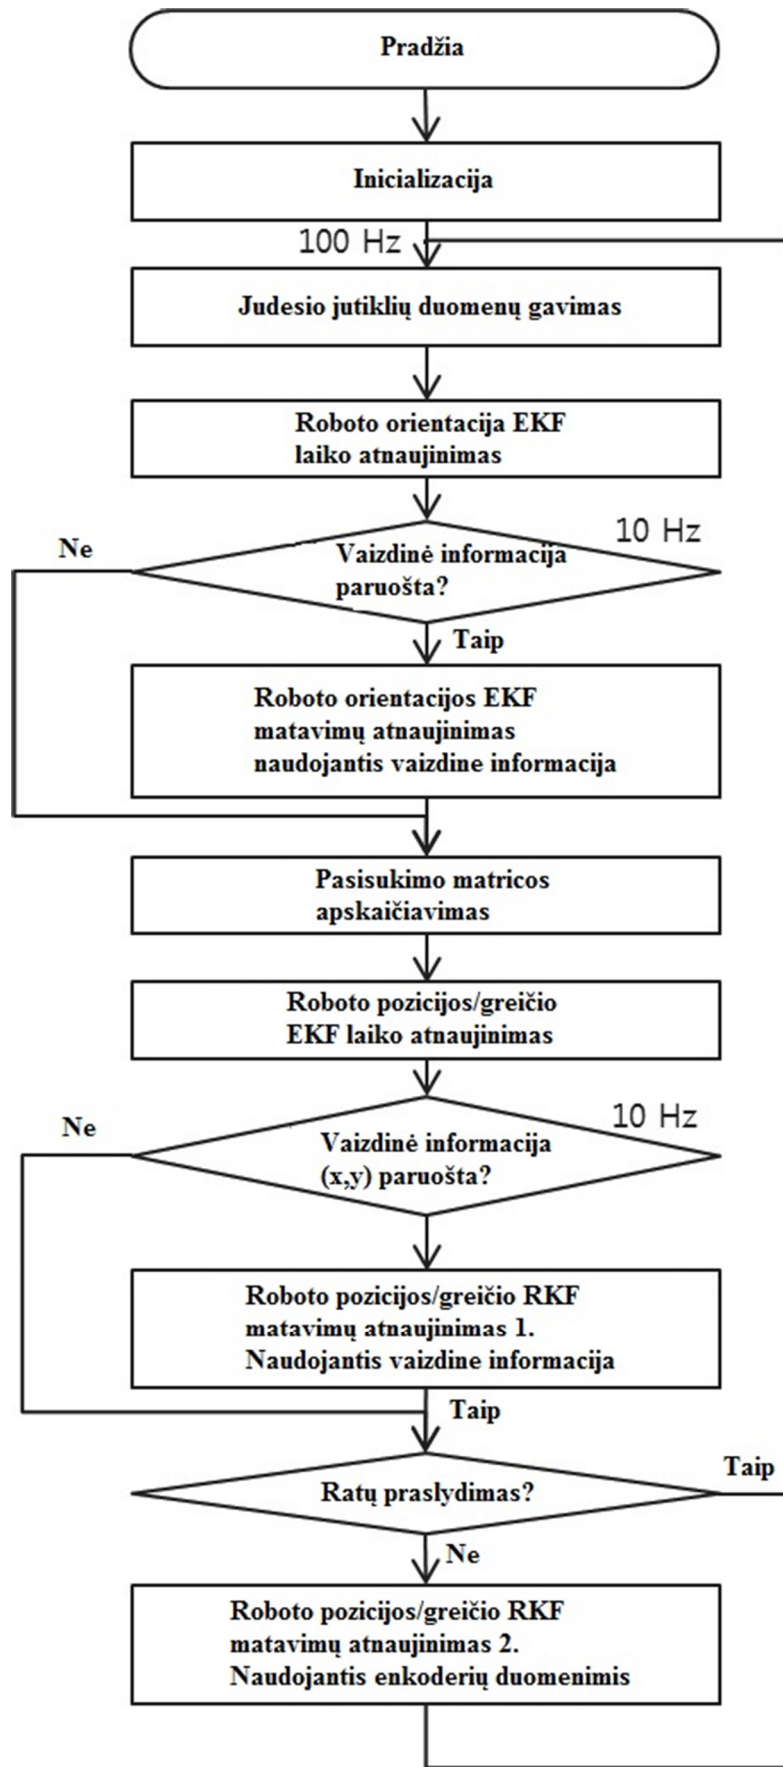 Pradžia
Inicializacija
100 Hz
Judesio jutiklių duomenų gavimas
Roboto orientacija EKF
laiko atnaujinimas
10 Hz
Ne
Vaizdinė informacija
paruošta?
Taip
Roboto orientacijos EKF
matavimų atnaujinimas
naudojantis vaizdine informacija
Pasisukimo matricos
apskaičiavimas
Roboto pozicijos/greičio
EKF laiko atnaujinimas
10 Hz
Ne
Vaizdinė informacija
(x,y) paruošta?
Roboto pozicijos/greičio RKF
matavimų atnaujinimas 1.
Naudojantis vaizdine informacija
Taip
Taip
Ratų praslydimas?
Ne
Roboto pozicijos/greičio RKF
matavimų atnaujinimas 2.
Naudojantis enkoderių duomenimis